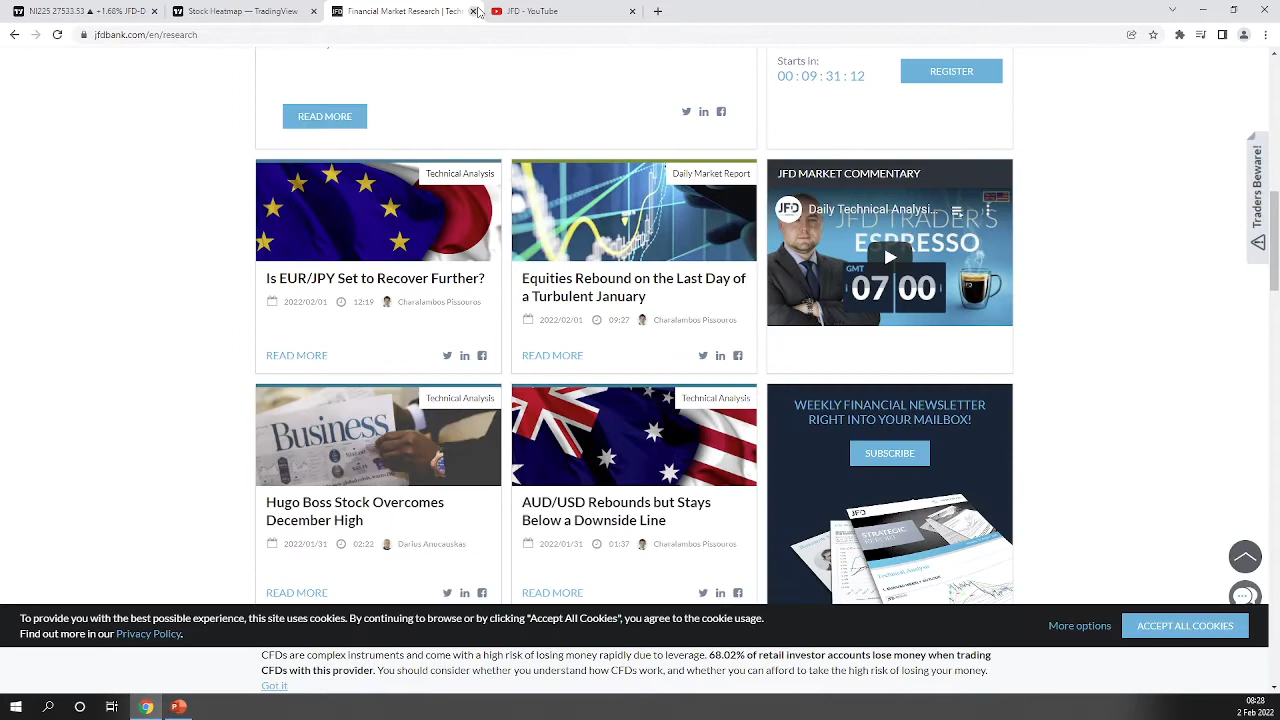 NI225 27533.53 ▲ +1.68% JFD-D
Stock Heatmap — TradingView
Financial Market Research | Tech
JFD - YouTube
jfdbank.com/en/research
Starts in:
00 : 09 : 31 : 12
REGISTER
READ MORE
Technical Analysis
Is EUR/JPY Set to Recover Further?
2022/02/01 12:19 Charalambos Pissouros
READ MORE
Daily Market Report
Equities Rebound on the Last Day of
a Turbulent January
2022/02/01 09:27 Charalambos Pissouros
READ MORE
JFD MARKET COMMENTARY
JFD
Daily Technical Analysi...
JFD TRADER'S
ESPRESSO
GMT
07 00
Traders Beware!
Technical Analysis
Business
Hugo Boss Stock Overcomes
December High
2022/01/31 02:22 Darius Anucauskas
READ MORE
Technical Analysis
AUD/USD Rebounds but Stays
Below a Downside Line
2022/01/31 01:37 Charalambos Pissouros
READ MORE
WEEKLY FINANCIAL NEWSLETTER
RIGHT INTO YOUR MAILBOX!
SUBSCRIBE
JFD
STRATEGIC
REPORT
Technical Analysis
To provide you with the best possible experience, this site uses cookies. By continuing to browse or by clicking "Accept All Cookies", you agree to the cookie usage.
Find out more in our Privacy Policy.
More options
ACCEPT ALL COOKIES
CFDs are complex instruments and come with a high risk of losing money rapidly due to leverage. 68.02% of retail investor accounts lose money when trading
CFDs with this provider. You should consider whether you understand how CFDs work, and whether you can afford to take the high risk of losing your money.
Got it
08:28
2 Feb 2022